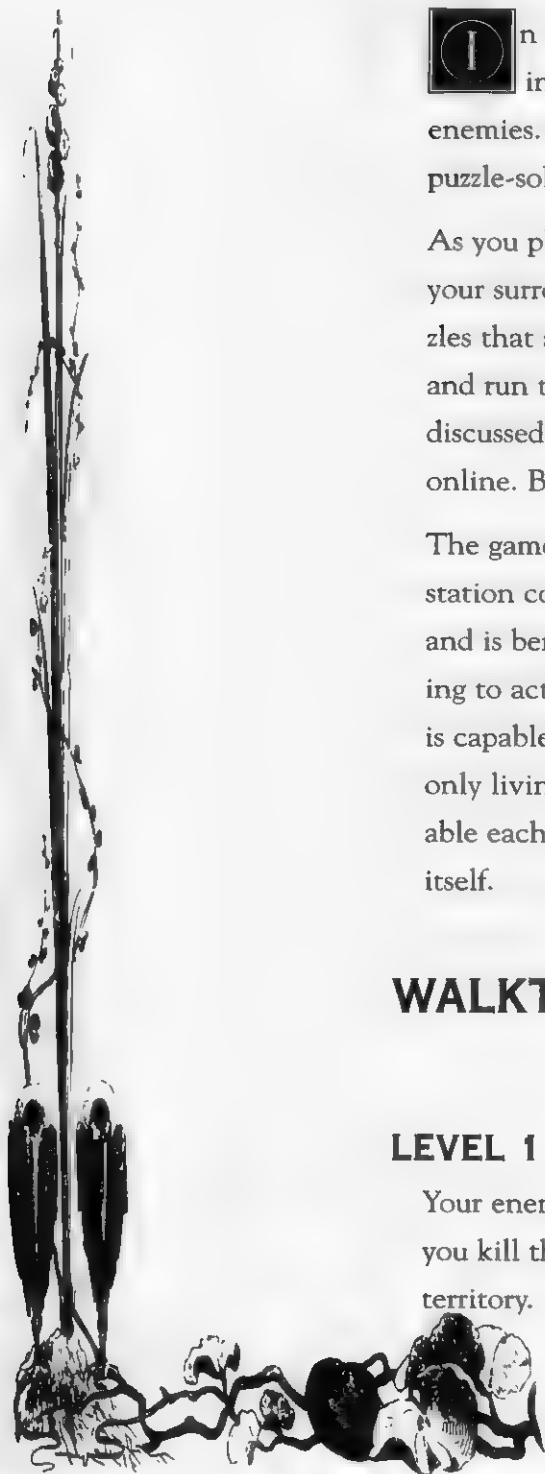 In
in
enemies.
puzzle-sol
As you p
your surro
zles that
and run t
discussed
online. B
The game
station co
and is ber
ing to act
is capable
only livin
able each
itself.
WALKT
LEVEL 1
Your ener
you kill th
territory.